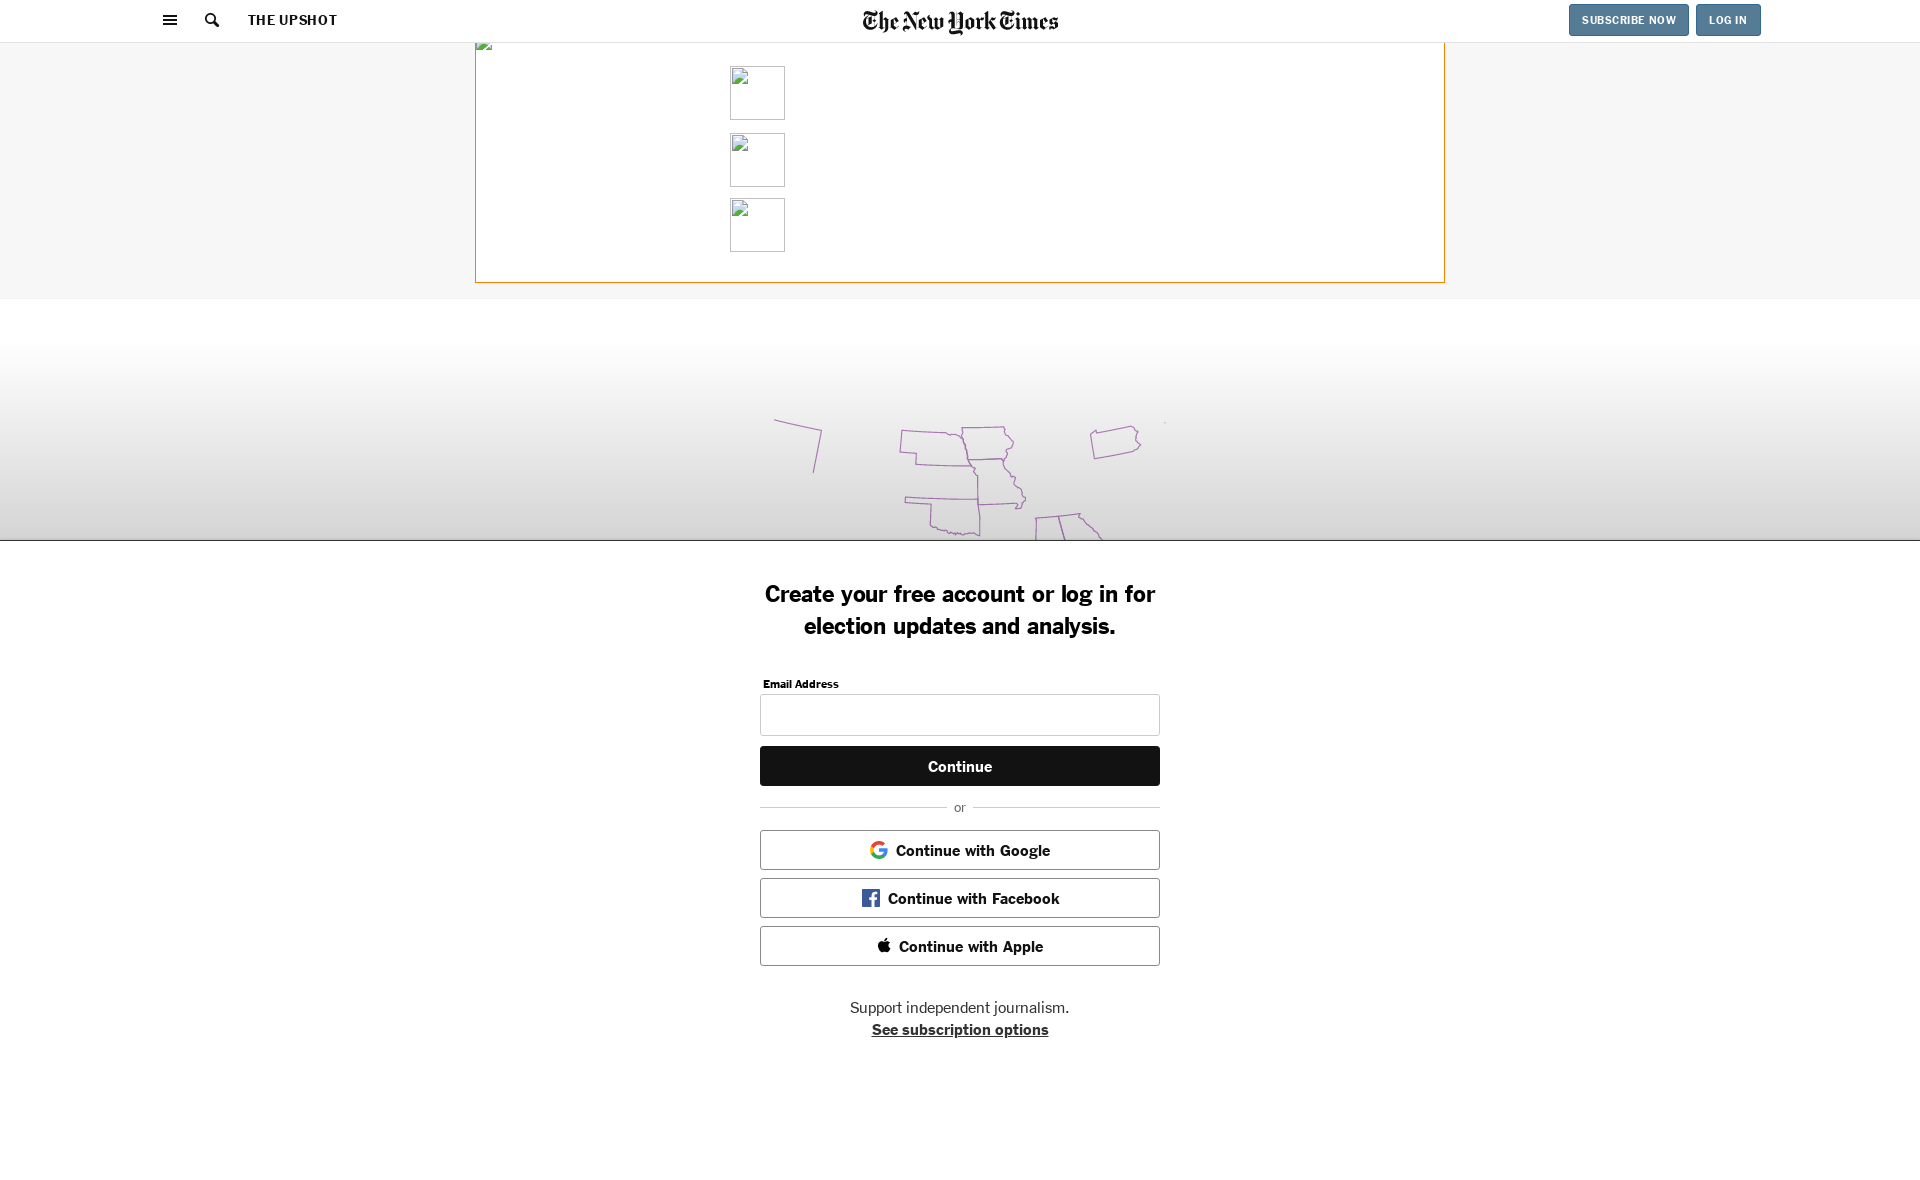 THE UPSHOT
The New York Times
SUBSCRIBE NOW
LOG IN
Create your free account or log in for
election updates and analysis.
Email Address
Continue
or
Continue with Google
Continue with Facebook
Continue with Apple
Support independent journalism.
See subscription options